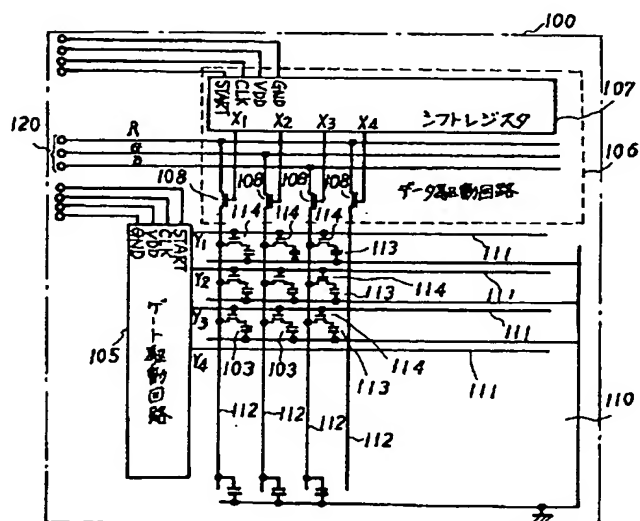 100
START CLK VDD GND
107
シフトレジスタ
X1 X2 X3 X4
120
R
G
B
106
108 108 108 108
データ駆動回路
GND VDD CLK START
Y1 114 114 113
111
Y2 114
113 111
Y3
111
105
ゲート駆動回路
103 103 114
113
Y4 111
110
112 112 112 112